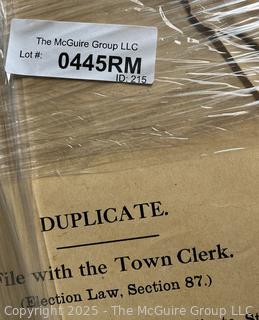 The McGuire Group LLC
Lot #: 0445RM
ID: 215
DUPLICATE.
File with the Town Clerk.
(Election Law, Section 87.)
Copyright 2025 - The McGuire Group LLC